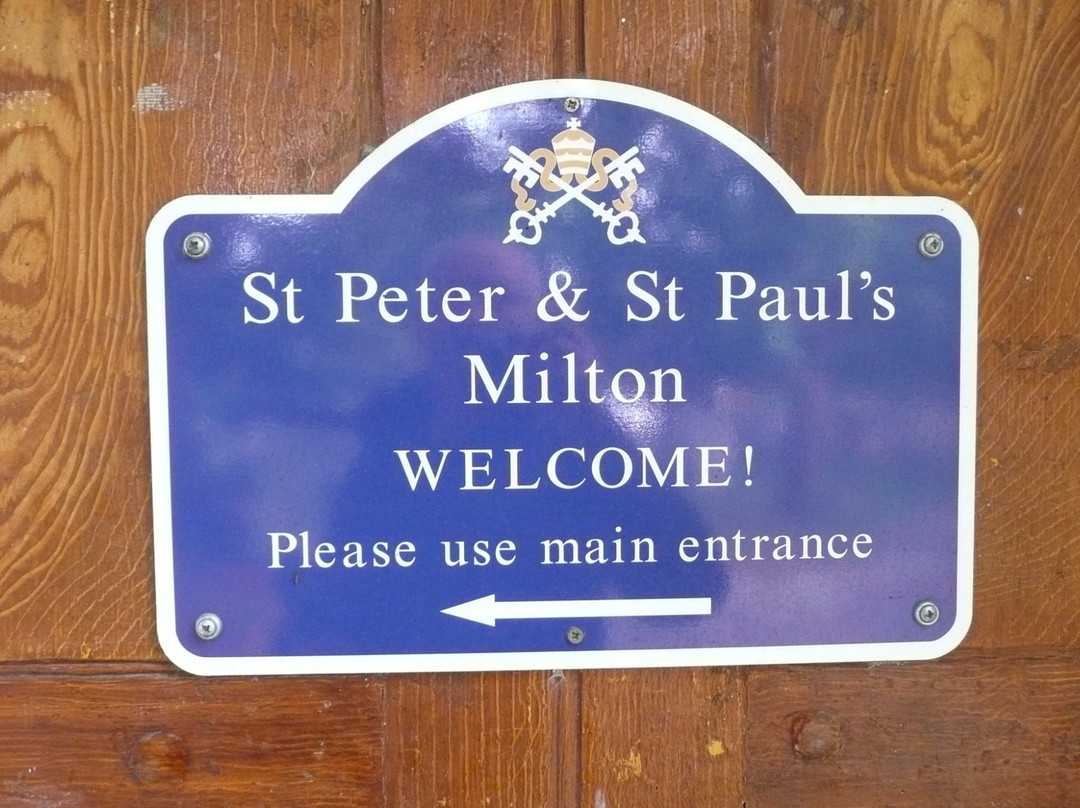 St Peter & St Paul's
Milton
WELCOME!
Please use main entrance